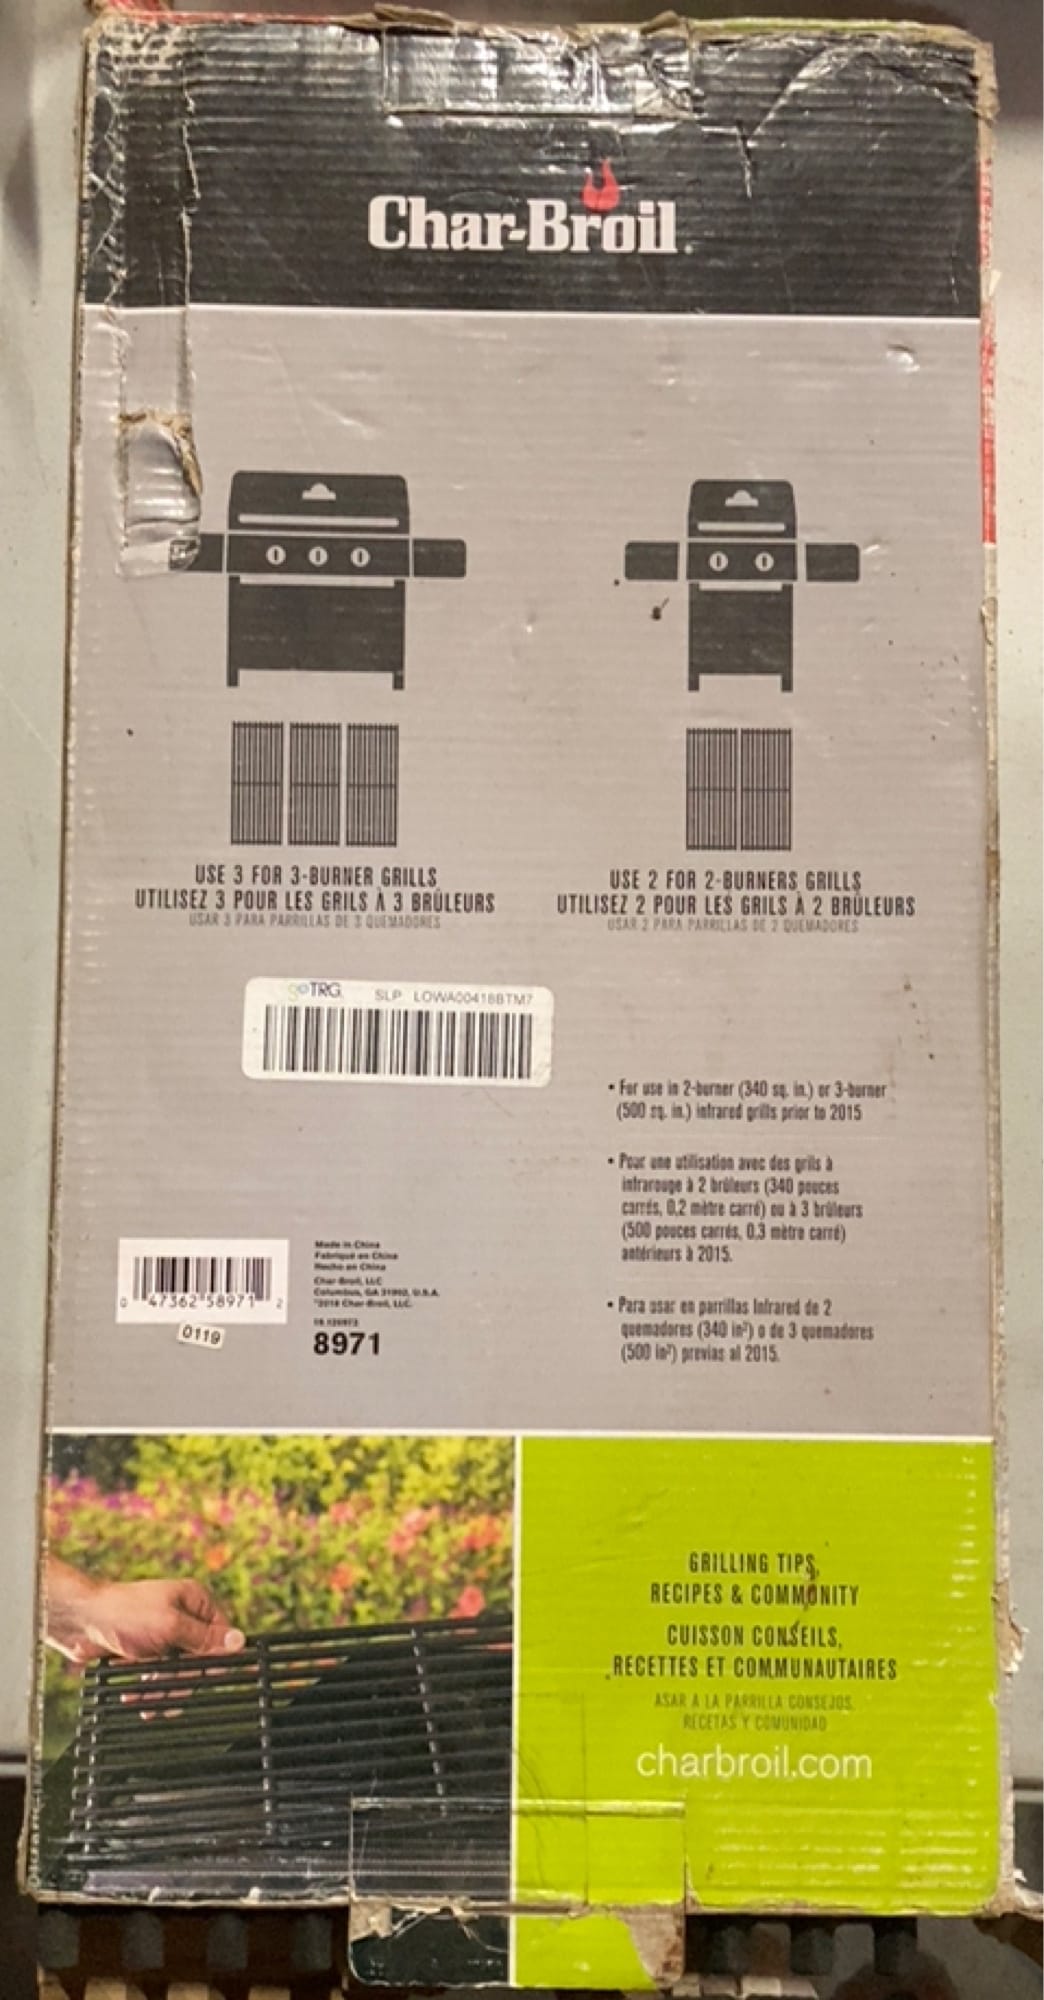 Char-Broil
USE 3 FOR 3-BURNER GRILLS
UTILISEZ 3 POUR LES GRILS À 3 BRÛLEURS
USAR 3 PARA PARRILLAS DE 3 QUEMADORES
USE 2 FOR 2-BURNERS GRILLS
UTILISEZ 2 POUR LES GRILS À 2 BRÛLEURS
USAR 2 PARA PARRILLAS DE 2 QUEMADORES
goTRG SLP LOWA00418BTM7
• For use in 2-burner (340 sq. in.) or 3-burner
(500 sq. in.) infrared grills prior to 2015
• Pour une utilisation avec des grils à
infrarouge à 2 brûleurs (340 pouces
carrés, 0,2 mètre carré) ou à 3 brûleurs
(500 pouces carrés, 0,3 mètre carré)
antérieurs à 2015.
• Para usar en parrillas Infrared de 2
quemadores (340 in²) o de 3 quemadores
(500 in²) previas al 2015.
0 47362 58971 2
0119
Made in China
Fabriqué en China
Hecho en China
Char-Broil, LLC
Columbus, GA 31902, U.S.A.
©2018 Char-Broil, LLC.
8971
GRILLING TIPS,
RECIPES & COMMUNITY
CUISSON CONSEILS,
RECETTES ET COMMUNAUTAIRES
ASAR A LA PARRILLA CONSEJOS,
RECETAS Y COMUNIDAD
charbroil.com